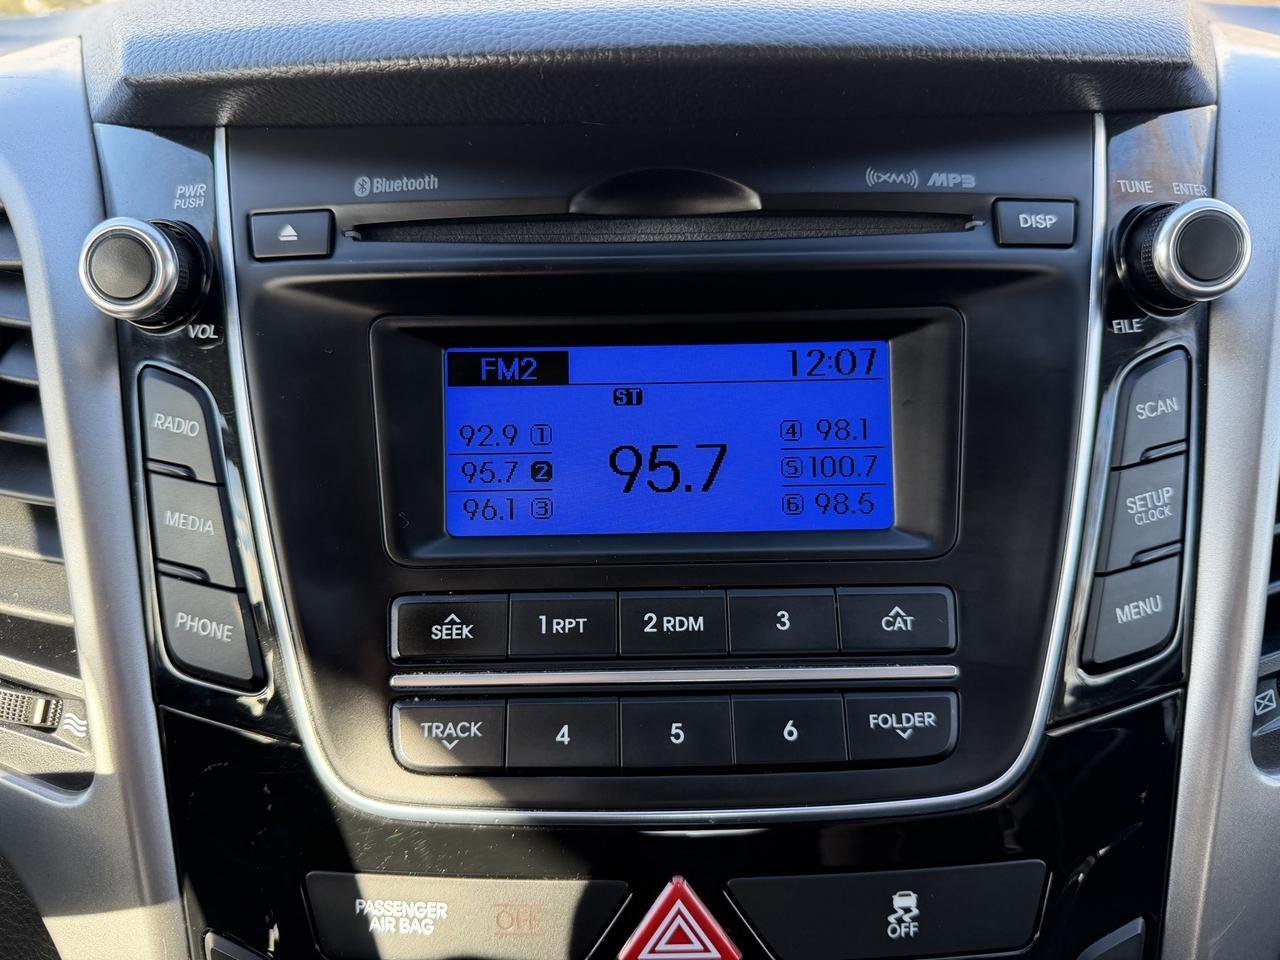 PWR
PUSH
Bluetooth
((XM)) MP3
TUNE ENTER
DISP
VOL
FILE
FM2
12:07
ST
92.9 1
95.7 2
96.1 3
95.7
4 98.1
5 100.7
6 98.5
RADIO
MEDIA
PHONE
SCAN
SETUP
CLOCK
MENU
SEEK
1 RPT
2 RDM
3
CAT
TRACK
4
5
6
FOLDER
PASSENGER
AIR BAG
OFF
OFF